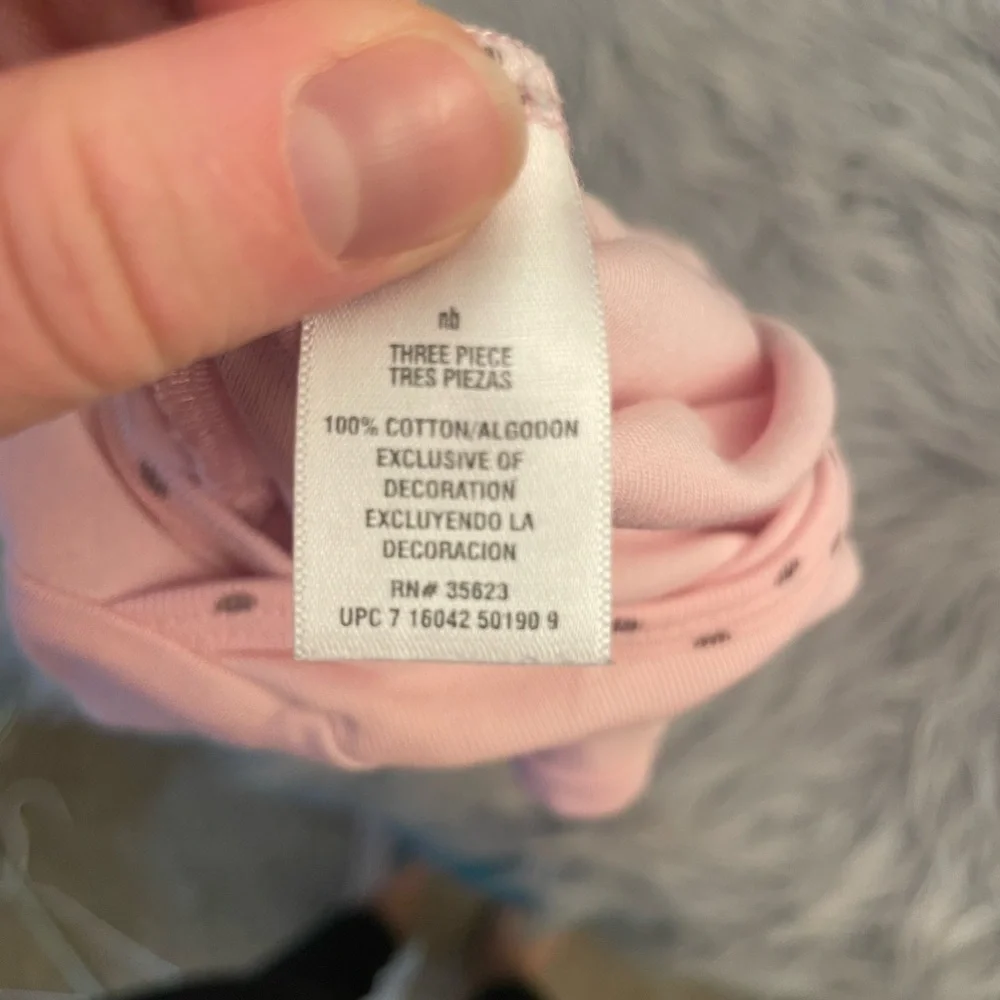 nb
THREE PIECE
TRES PIEZAS
100% COTTON/ALGODON
EXCLUSIVE OF
DECORATION
EXCLUYENDO LA
DECORACION
RN# 35623
UPC 7 16042 50190 9